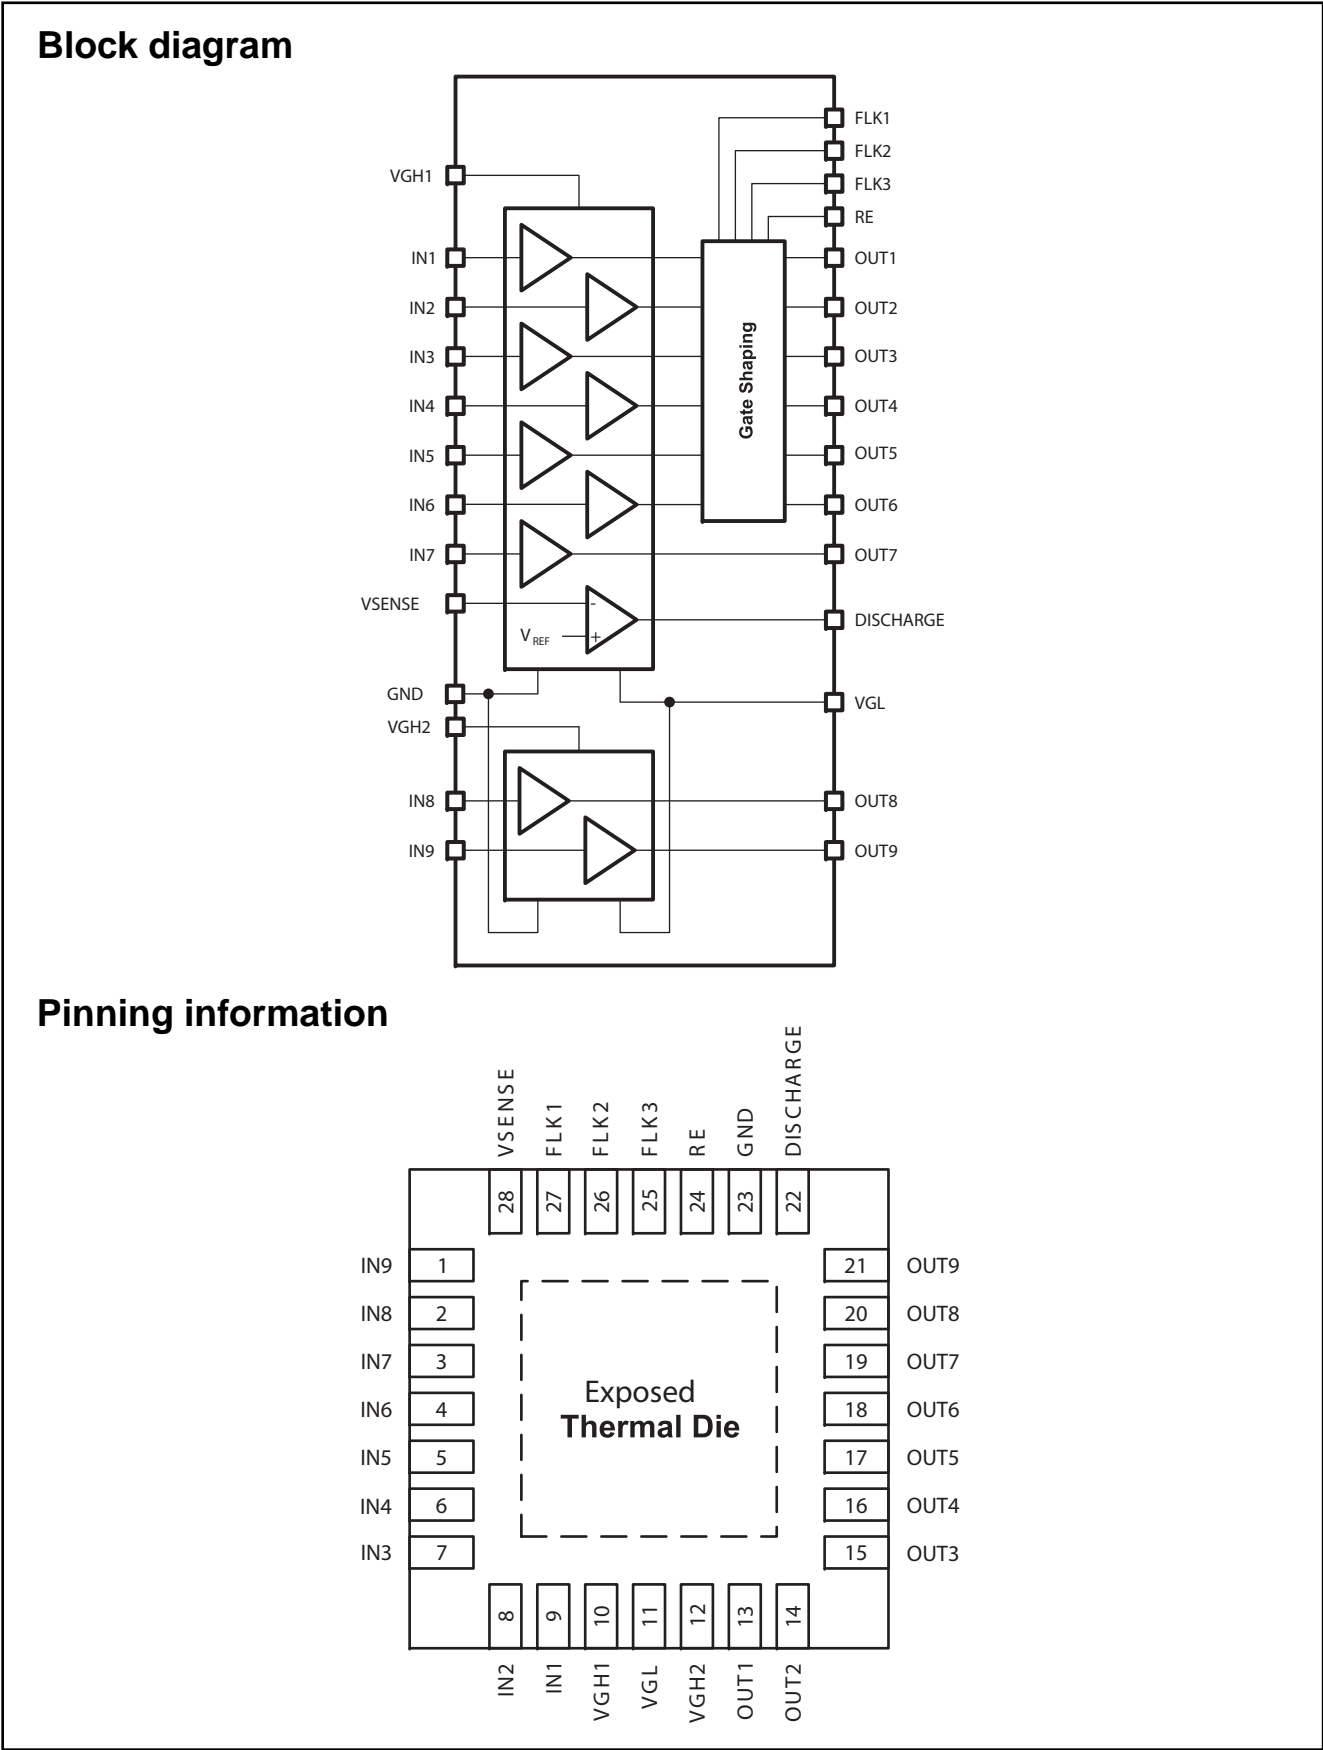 Block diagram
FLK1
FLK2
FLK3
VGH1
RE
IN1
OUT1
IN2
OUT2
IN3
OUT3
IN4
OUT4
IN5
OUT5
IN6
OUT6
Gate Shaping
IN7
OUT7
VSENSE
-
DISCHARGE
VREF
+
GND
VGL
VGH2
IN8
OUT8
IN9
OUT9
Pinning information
VSENSE
FLK1
FLK2
FLK3
RE
GND
DISCHARGE
28
27
26
25
24
23
22
IN9 1
21 OUT9
IN8 2
20 OUT8
IN7 3
19 OUT7
IN6 4
18 OUT6
IN5 5
17 OUT5
IN4 6
16 OUT4
IN3 7
15 OUT3
Exposed
Thermal Die
8
9
10
11
12
13
14
IN2
IN1
VGH1
VGL
VGH2
OUT1
OUT2